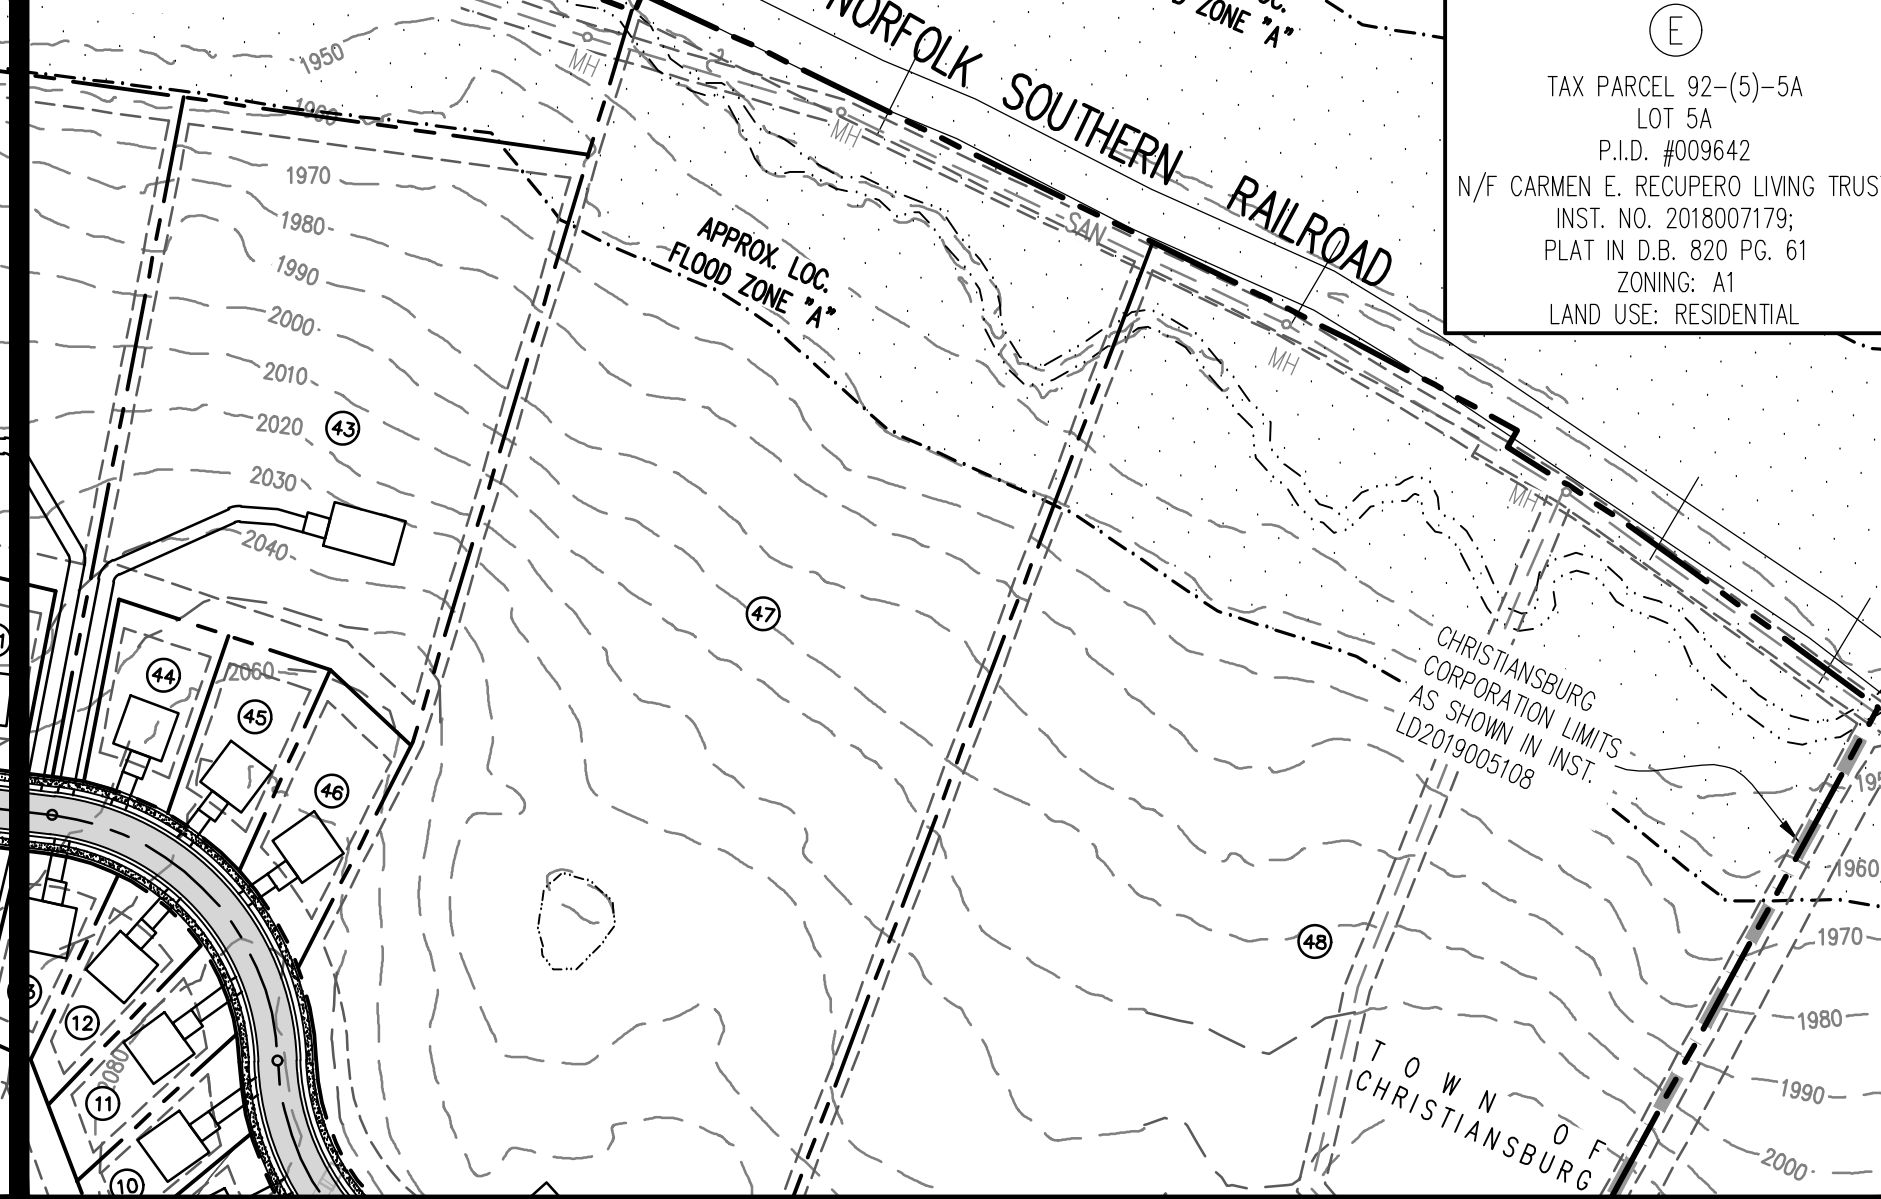 NORFOLK SOUTHERN RAILROAD
ZONE "A"
E
TAX PARCEL 92-(5)-5A
LOT 5A
P.I.D. #009642
N/F CARMEN E. RECUPERO LIVING TRUST
INST. NO. 2018007179;
PLAT IN D.B. 820 PG. 61
ZONING: A1
LAND USE: RESIDENTIAL
1950
1960
1970
1980
1990
2000
2010
2020
2030
2040
2060
2080
MH
MH
SAN
MH
MH
APPROX. LOC.
FLOOD ZONE "A"
43
44
45
46
47
48
12
11
10
CHRISTIANSBURG
CORPORATION LIMITS
AS SHOWN IN INST.
LD2019005108
TOWN OF
CHRISTIANSBURG
1960
1970
1980
1990
2000